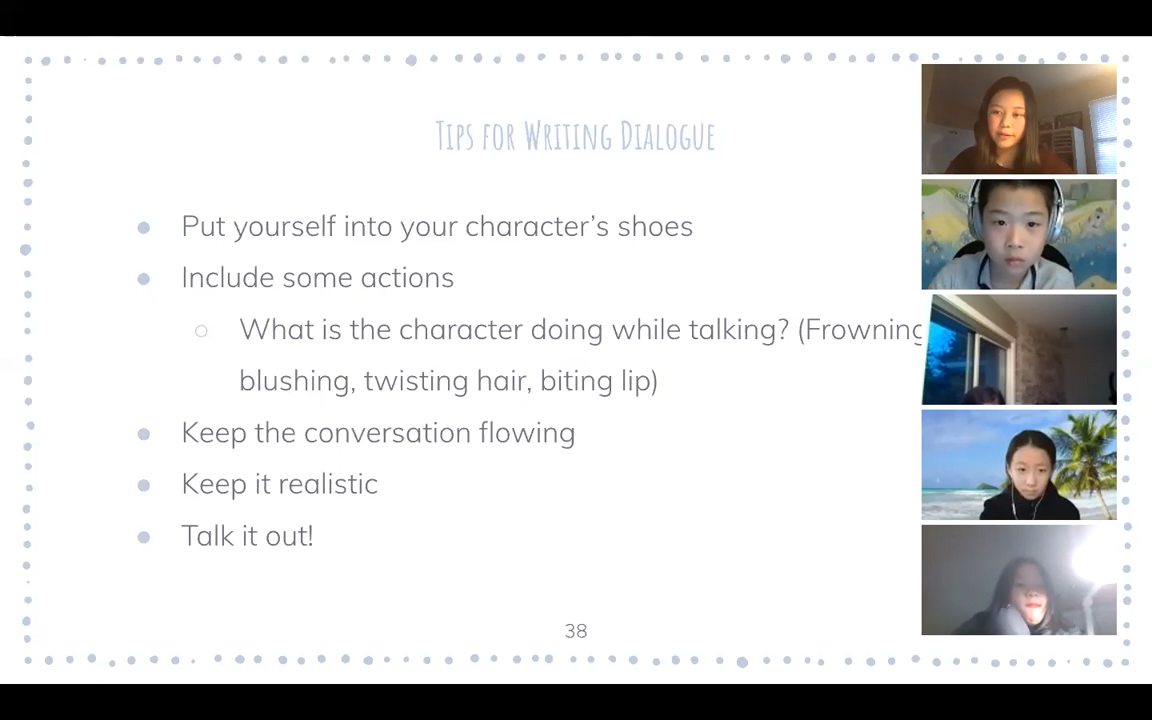 Tips for Writing Dialogue
Put yourself into your character's shoes
Include some actions
What is the character doing while talking? (Frowning
blushing, twisting hair, biting lip)
Keep the conversation flowing
Keep it realistic
Talk it out!
38